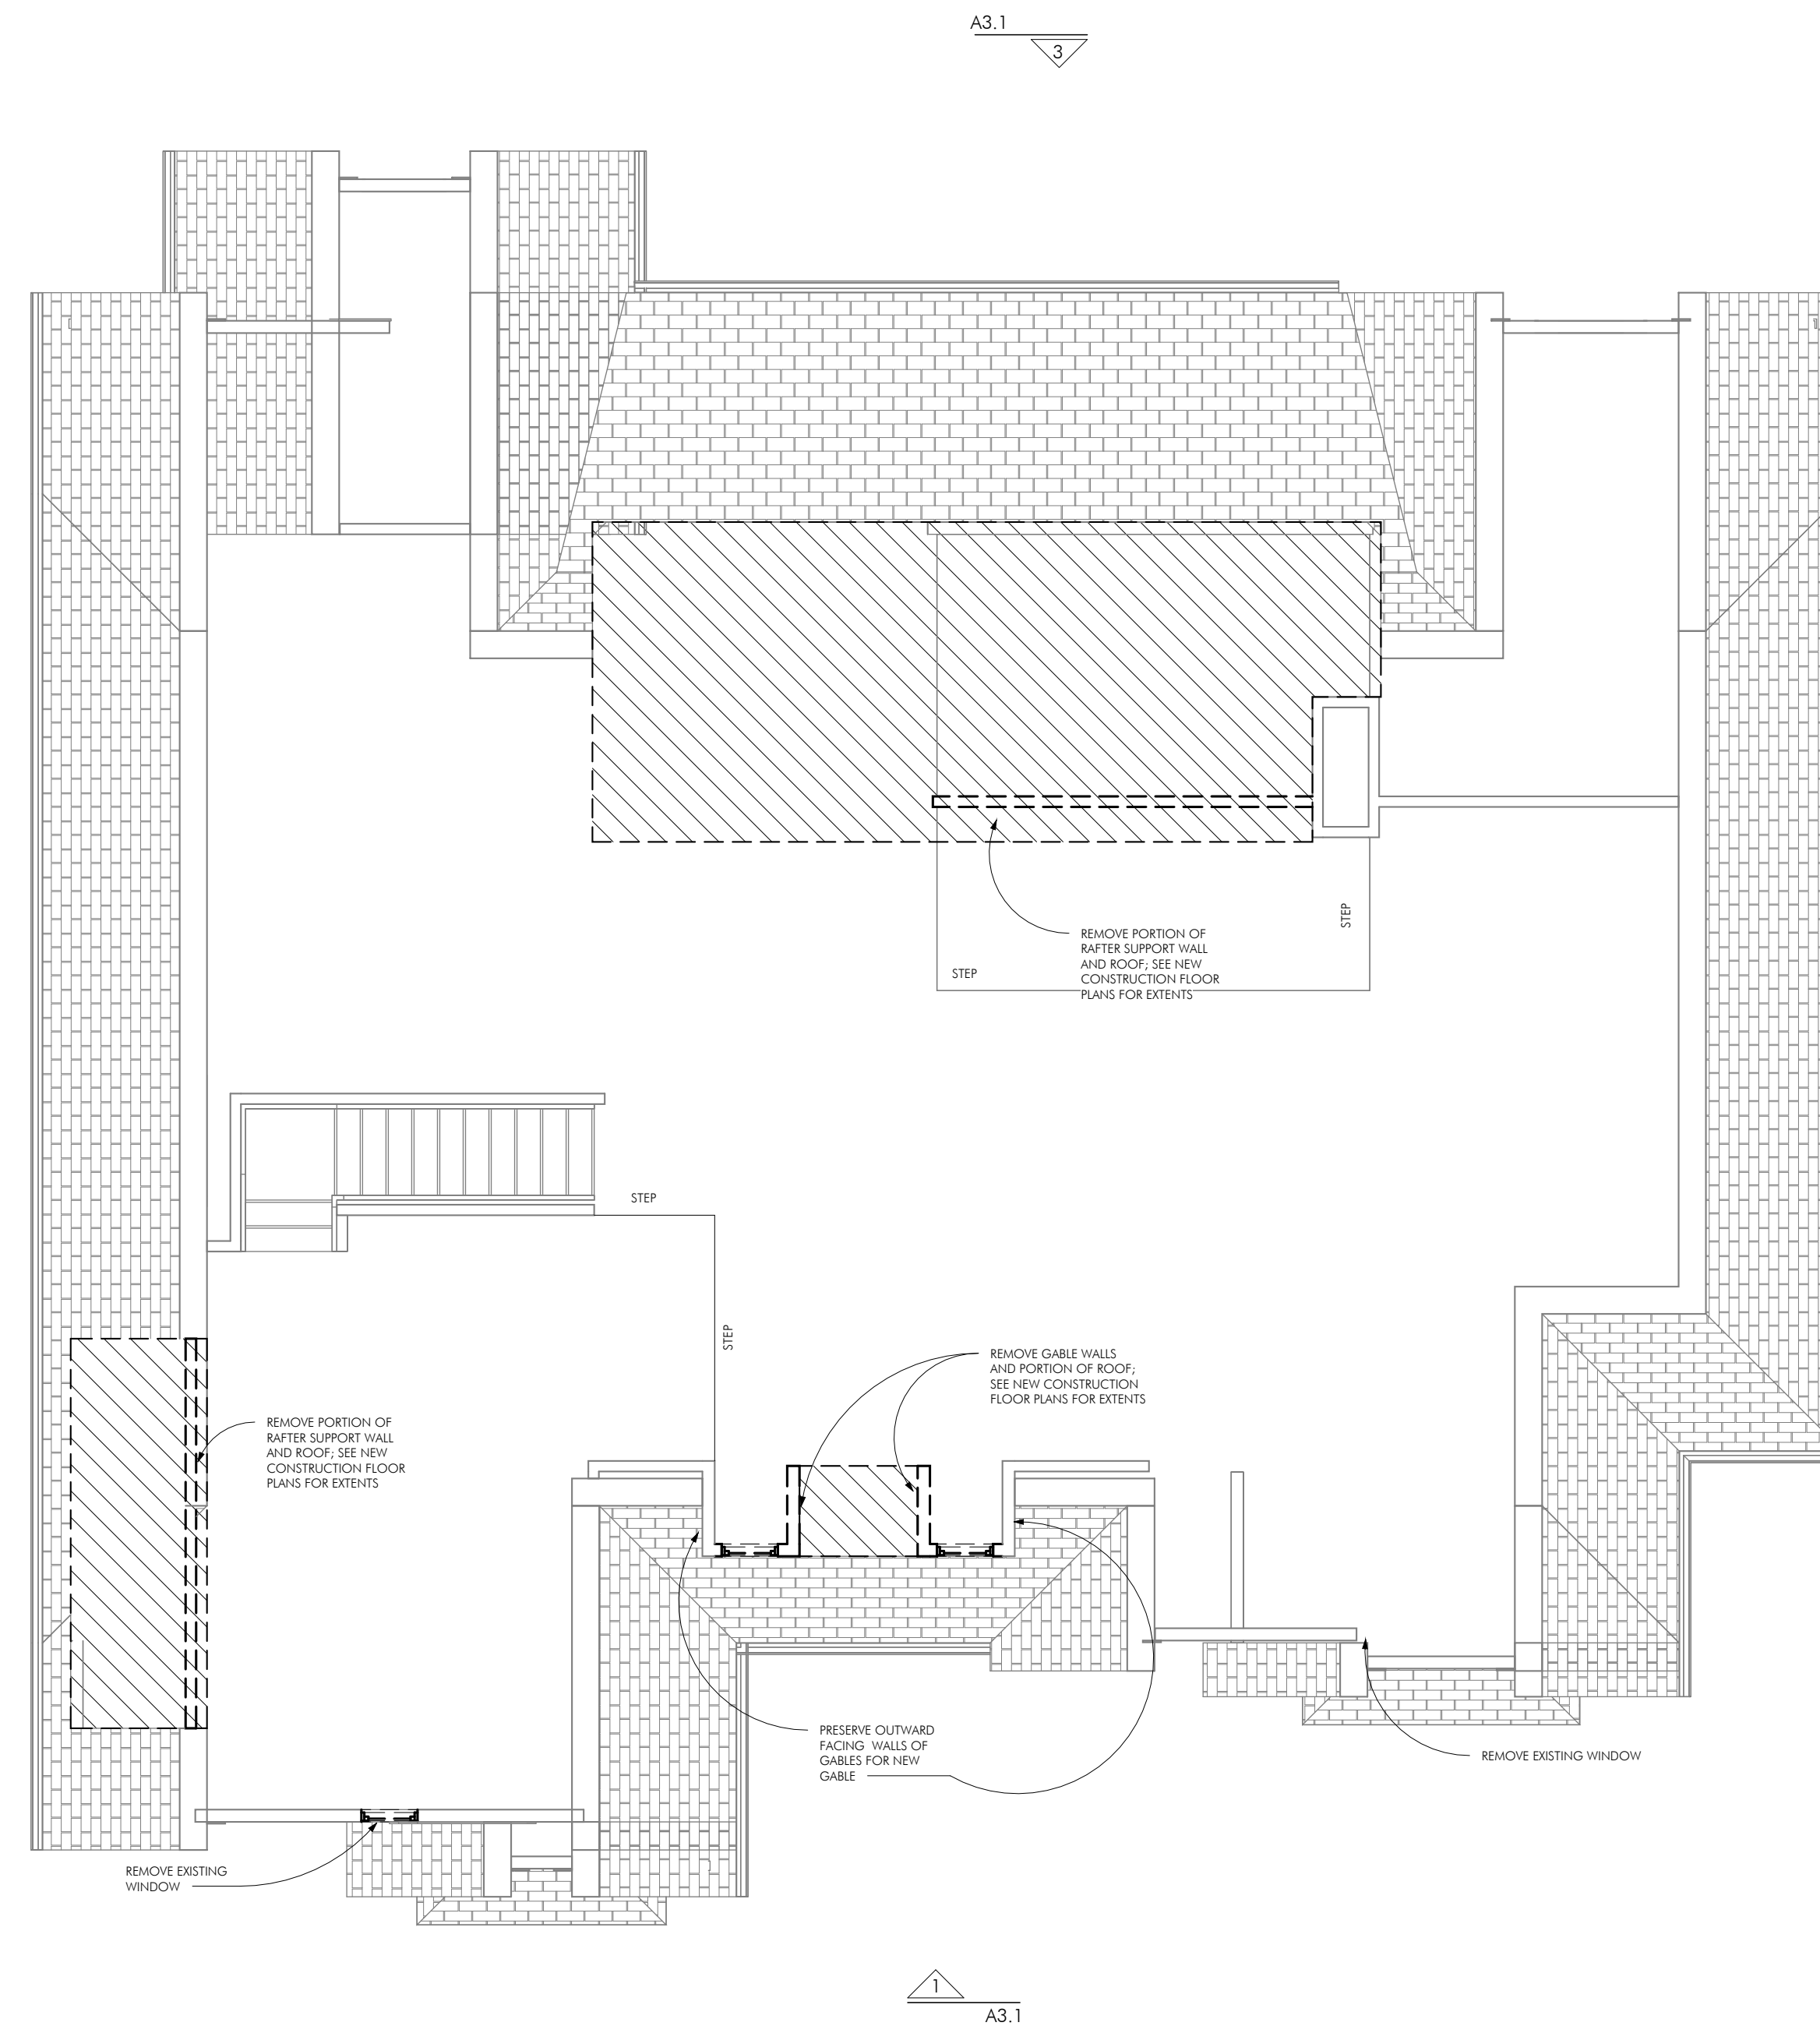 A3.1
3
STEP
REMOVE PORTION OF
RAFTER SUPPORT WALL
AND ROOF; SEE NEW
CONSTRUCTION FLOOR
PLANS FOR EXTENTS
STEP
STEP
STEP
REMOVE GABLE WALLS
AND PORTION OF ROOF;
SEE NEW CONSTRUCTION
FLOOR PLANS FOR EXTENTS
REMOVE PORTION OF
RAFTER SUPPORT WALL
AND ROOF; SEE NEW
CONSTRUCTION FLOOR
PLANS FOR EXTENTS
PRESERVE OUTWARD
FACING WALLS OF
GABLES FOR NEW
GABLE
REMOVE EXISTING WINDOW
REMOVE EXISTING
WINDOW
1
A3.1